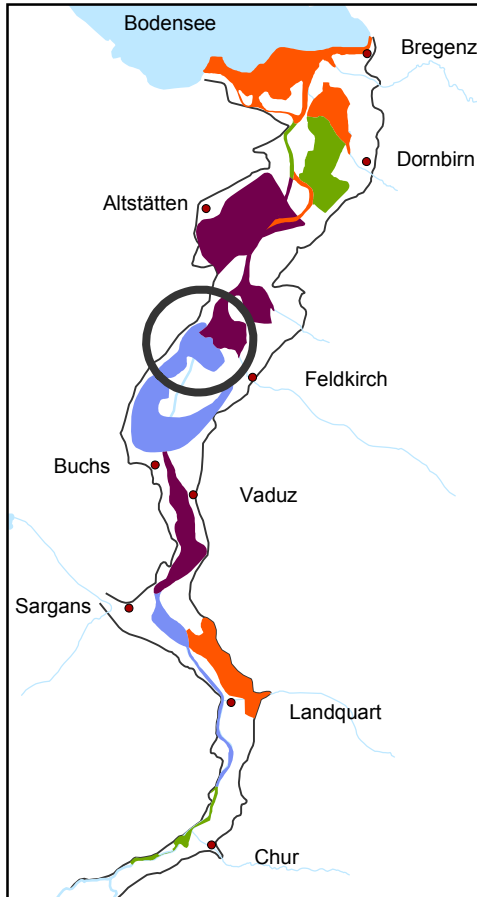 Bodensee
Bregenz
Dornbirn
Altstätten
Feldkirch
Buchs
Vaduz
Sargans
Landquart
Chur